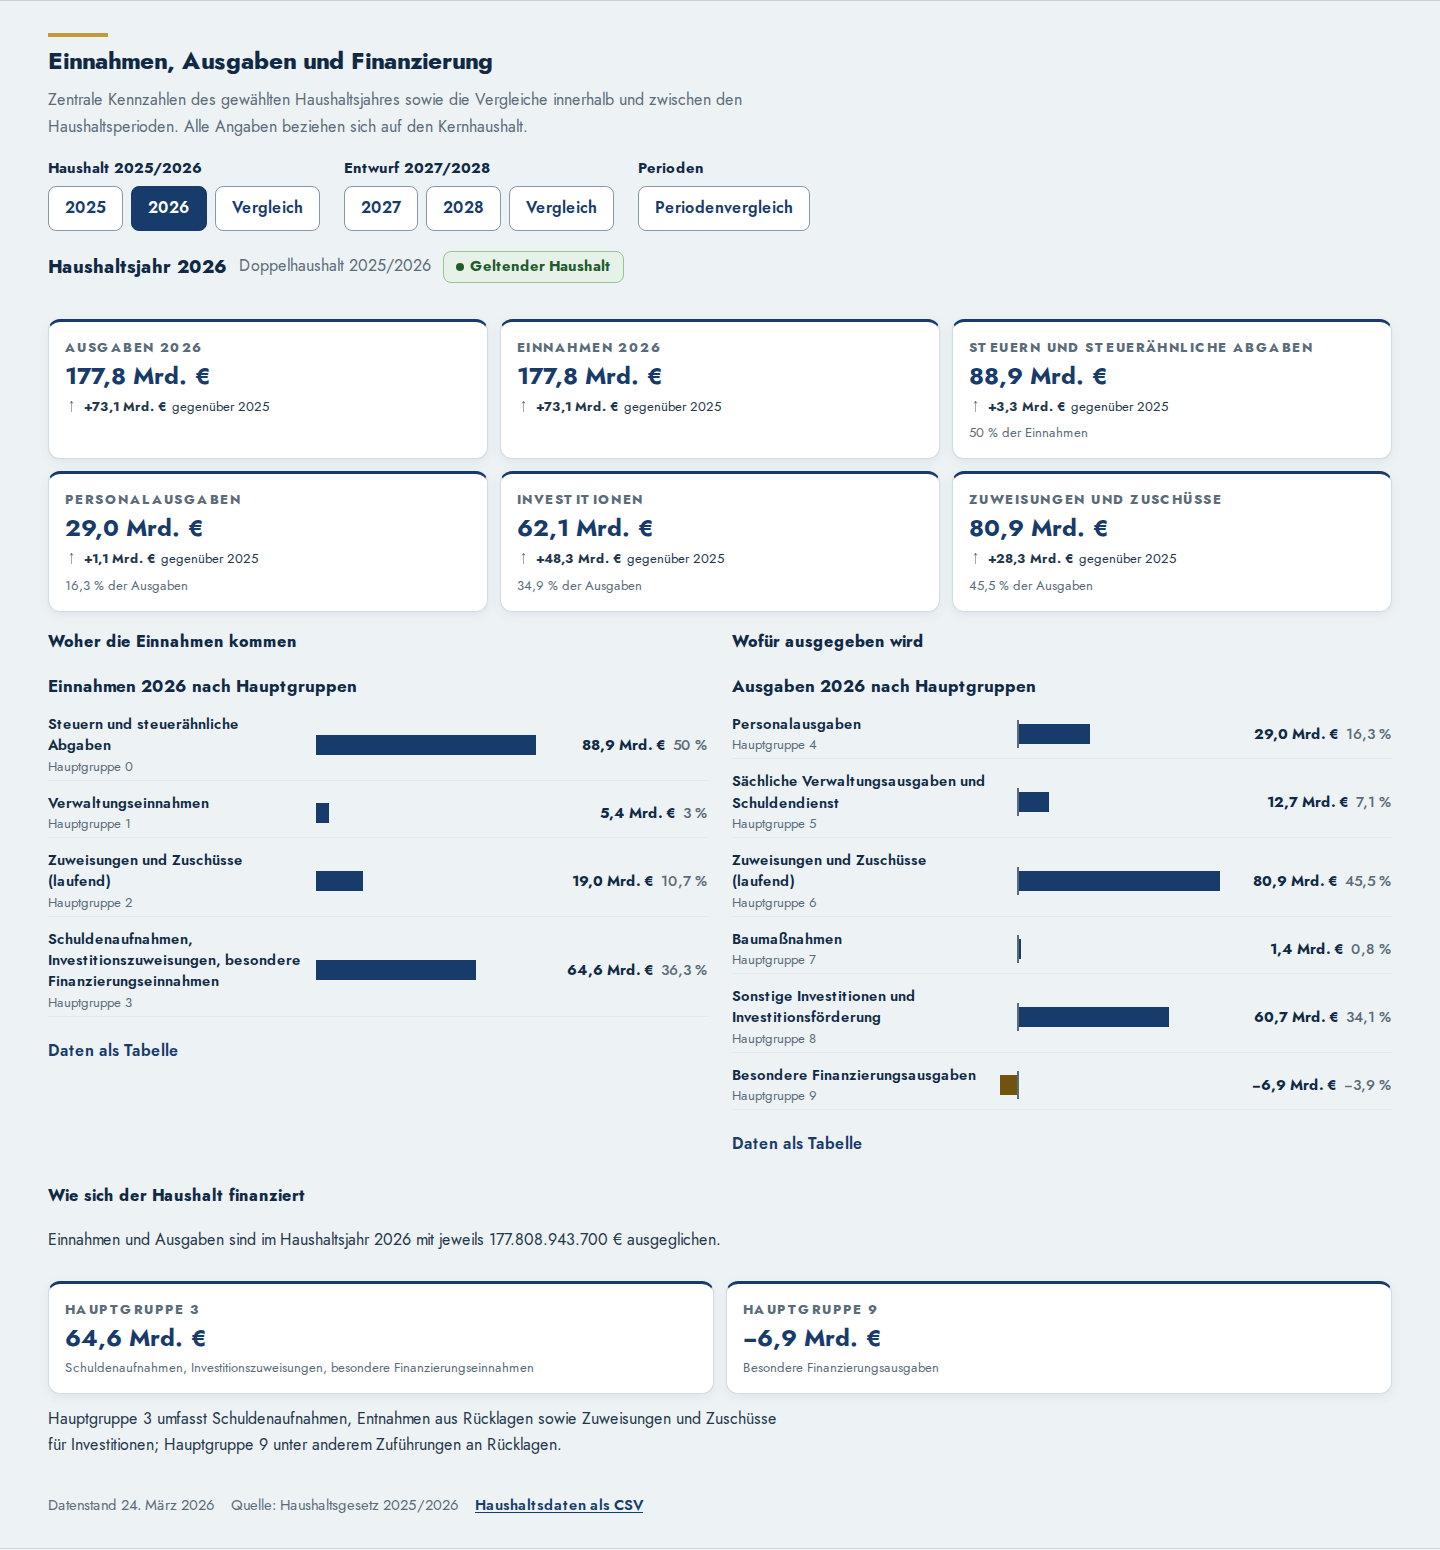 Einnahmen, Ausgaben und Finanzierung
Zentrale Kennzahlen des gewählten Haushaltsjahres sowie die Vergleiche innerhalb und zwischen den
Haushaltsperioden. Alle Angaben beziehen sich auf den Kernhaushalt.
Haushalt 2025/2026
2025
2026
Vergleich
Entwurf 2027/2028
2027
2028
Vergleich
Perioden
Periodenvergleich
Haushaltsjahr 2026 Doppelhaushalt 2025/2026 Geltender Haushalt
AUSGABEN 2026
177,8 Mrd. €
↑ +73,1 Mrd. € gegenüber 2025
EINNAHMEN 2026
177,8 Mrd. €
↑ +73,1 Mrd. € gegenüber 2025
STEUERN UND STEUERÄHNLICHE ABGABEN
88,9 Mrd. €
↑ +3,3 Mrd. € gegenüber 2025
50 % der Einnahmen
PERSONALAUSGABEN
29,0 Mrd. €
↑ +1,1 Mrd. € gegenüber 2025
16,3 % der Ausgaben
INVESTITIONEN
62,1 Mrd. €
↑ +48,3 Mrd. € gegenüber 2025
34,9 % der Ausgaben
ZUWEISUNGEN UND ZUSCHÜSSE
80,9 Mrd. €
↑ +28,3 Mrd. € gegenüber 2025
45,5 % der Ausgaben
Woher die Einnahmen kommen
Einnahmen 2026 nach Hauptgruppen
Steuern und steuerähnliche
Abgaben
Hauptgruppe 0
88,9 Mrd. € 50 %
Verwaltungseinnahmen
Hauptgruppe 1
5,4 Mrd. € 3 %
Zuweisungen und Zuschüsse
(laufend)
Hauptgruppe 2
19,0 Mrd. € 10,7 %
Schuldenaufnahmen,
Investitionszuweisungen, besondere
Finanzierungseinnahmen
Hauptgruppe 3
64,6 Mrd. € 36,3 %
Daten als Tabelle
Wofür ausgegeben wird
Ausgaben 2026 nach Hauptgruppen
Personalausgaben
Hauptgruppe 4
29,0 Mrd. € 16,3 %
Sächliche Verwaltungsausgaben und
Schuldendienst
Hauptgruppe 5
12,7 Mrd. € 7,1 %
Zuweisungen und Zuschüsse
(laufend)
Hauptgruppe 6
80,9 Mrd. € 45,5 %
Baumaßnahmen
Hauptgruppe 7
1,4 Mrd. € 0,8 %
Sonstige Investitionen und
Investitionsförderung
Hauptgruppe 8
60,7 Mrd. € 34,1 %
Besondere Finanzierungsausgaben
Hauptgruppe 9
−6,9 Mrd. € −3,9 %
Daten als Tabelle
Wie sich der Haushalt finanziert
Einnahmen und Ausgaben sind im Haushaltsjahr 2026 mit jeweils 177.808.943.700 € ausgeglichen.
HAUPTGRUPPE 3
64,6 Mrd. €
Schuldenaufnahmen, Investitionszuweisungen, besondere Finanzierungseinnahmen
HAUPTGRUPPE 9
−6,9 Mrd. €
Besondere Finanzierungsausgaben
Hauptgruppe 3 umfasst Schuldenaufnahmen, Entnahmen aus Rücklagen sowie Zuweisungen und Zuschüsse
für Investitionen; Hauptgruppe 9 unter anderem Zuführungen an Rücklagen.
Datenstand 24. März 2026 Quelle: Haushaltsgesetz 2025/2026 Haushaltsdaten als CSV